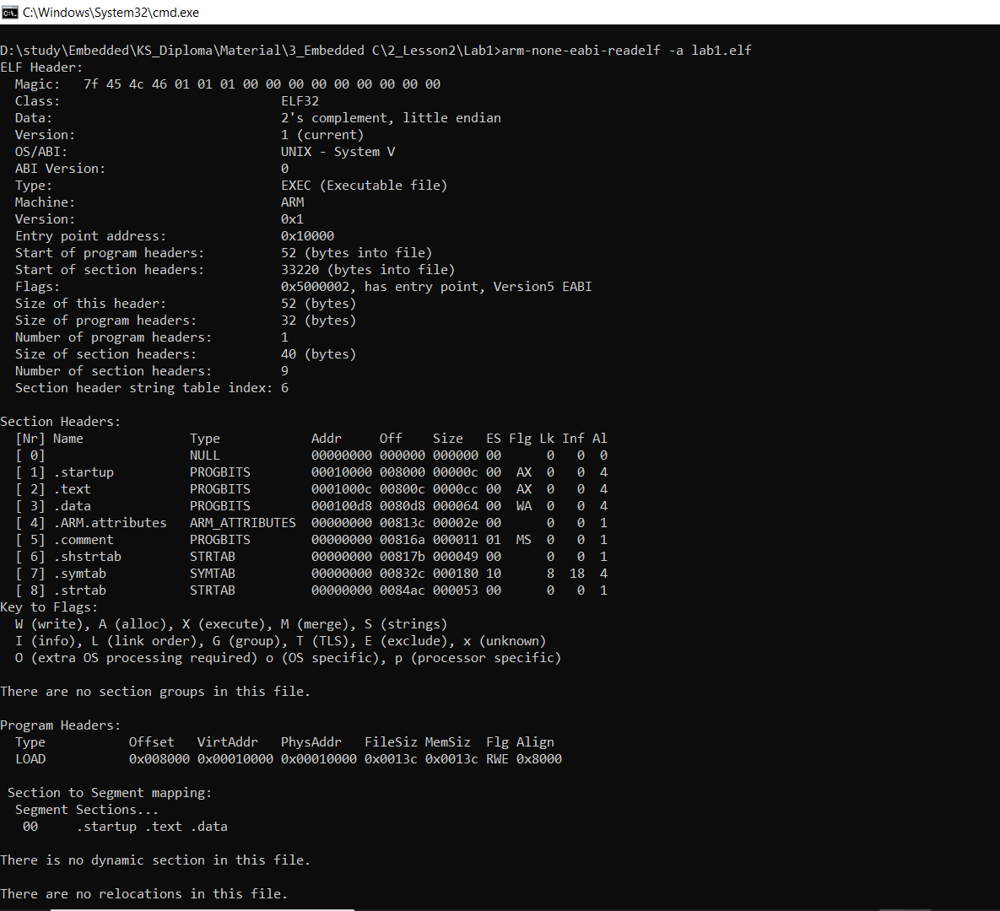 C:\Windows\System32\cmd.exe
D:\study\Embedded\KS_Diploma\Material\3_Embedded C\2_Lesson2\Lab1>arm-none-eabi-readelf -a lab1.elf
ELF Header:
  Magic:   7f 45 4c 46 01 01 01 00 00 00 00 00 00 00 00 00
  Class:                             ELF32
  Data:                              2's complement, little endian
  Version:                           1 (current)
  OS/ABI:                            UNIX - System V
  ABI Version:                       0
  Type:                              EXEC (Executable file)
  Machine:                           ARM
  Version:                           0x1
  Entry point address:               0x10000
  Start of program headers:          52 (bytes into file)
  Start of section headers:          33220 (bytes into file)
  Flags:                             0x5000002, has entry point, Version5 EABI
  Size of this header:               52 (bytes)
  Size of program headers:           32 (bytes)
  Number of program headers:         1
  Size of section headers:           40 (bytes)
  Number of section headers:         9
  Section header string table index: 6
Section Headers:
  [Nr] Name              Type            Addr     Off    Size   ES Flg Lk Inf Al
  [ 0]                   NULL            00000000 000000 000000 00      0   0  0
  [ 1] .startup          PROGBITS        00010000 008000 00000c 00  AX  0   0  4
  [ 2] .text             PROGBITS        0001000c 00800c 0000cc 00  AX  0   0  4
  [ 3] .data             PROGBITS        000100d8 0080d8 000064 00  WA  0   0  4
  [ 4] .ARM.attributes   ARM_ATTRIBUTES  00000000 00813c 00002e 00      0   0  1
  [ 5] .comment          PROGBITS        00000000 00816a 000011 01  MS  0   0  1
  [ 6] .shstrtab         STRTAB          00000000 00817b 000049 00      0   0  1
  [ 7] .symtab           SYMTAB          00000000 00832c 000180 10      8  18  4
  [ 8] .strtab           STRTAB          00000000 0084ac 000053 00      0   0  1
Key to Flags:
  W (write), A (alloc), X (execute), M (merge), S (strings)
  I (info), L (link order), G (group), T (TLS), E (exclude), x (unknown)
  O (extra OS processing required) o (OS specific), p (processor specific)
There are no section groups in this file.
Program Headers:
  Type           Offset   VirtAddr   PhysAddr   FileSiz MemSiz  Flg Align
  LOAD           0x008000 0x00010000 0x00010000 0x0013c 0x0013c RWE 0x8000
 Section to Segment mapping:
  Segment Sections...
   00     .startup .text .data
There is no dynamic section in this file.
There are no relocations in this file.